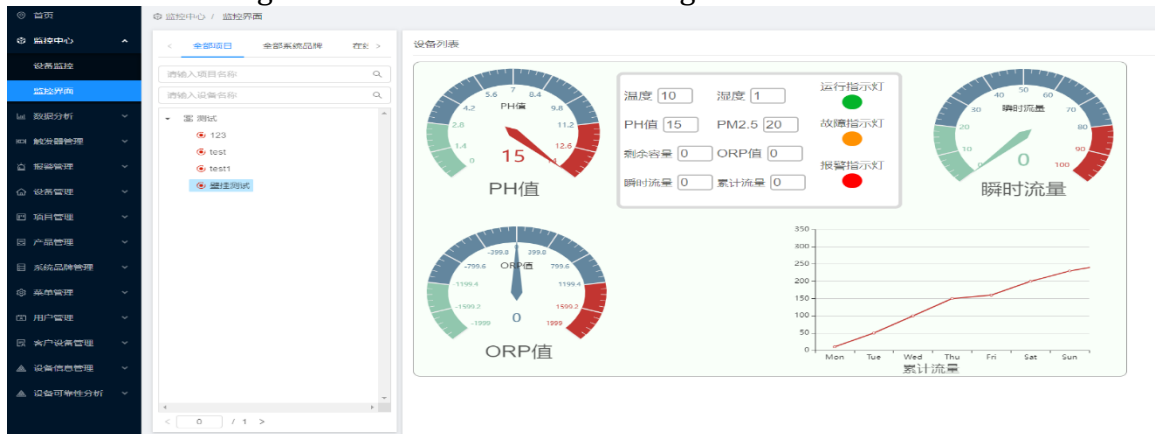 首页
监控中心
设备监控
监控界面
数据分析
触发器管理
报警管理
设备管理
项目管理
产品管理
系统品牌管理
菜单管理
用户管理
客户设备管理
设备信息管理
设备可靠性分析
监控中心 / 监控界面
< 全部项目 全部系统品牌 >
请输入项目名称
请输入设备名称
测试
123
test
test1
壁挂测试
< 0 / 1 >
设备列表
0 1.4 2.8 4.2 5.6 7 8.4 9.8 11.2 12.6
PH值
15
PH值
温度 10 湿度 1 运行指示灯
PH值 15 PM2.5 20 故障指示灯
剩余容量 0 ORP值 0 报警指示灯
瞬时流量 0 累计流量 0
0 10 20 30 40 50 60 70 80 90 100
瞬时流量
0
瞬时流量
-1999 -1599.2 -1199.4 -799.6 -399.8 399.8 799.6 1199.4 1599.2 1999
ORP值
0
ORP值
350
300
250
200
150
100
50
0
Mon Tue Wed Thu Fri Sat Sun
累计流量